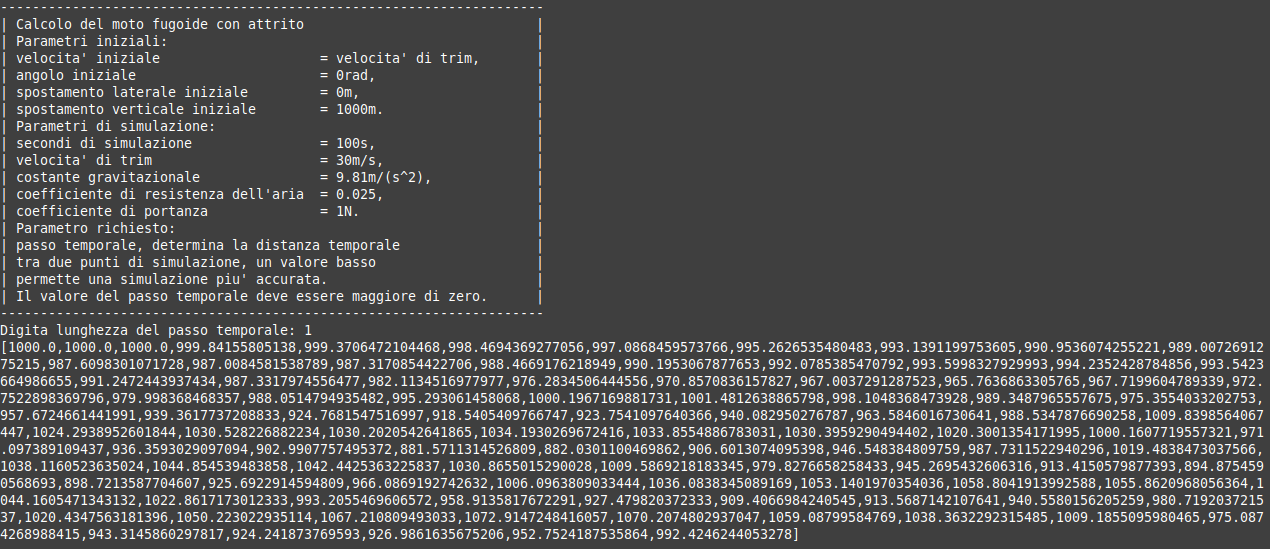 -------------------------------------------------------------------
| Calcolo del moto fugoide con attrito                             |
| Parametri iniziali:                                              |
| velocita' iniziale                    = velocita' di trim,       |
| angolo iniziale                       = 0rad,                    |
| spostamento laterale iniziale         = 0m,                      |
| spostamento verticale iniziale        = 1000m.                   |
| Parametri di simulazione:                                        |
| secondi di simulazione                = 100s,                    |
| velocita' di trim                     = 30m/s,                   |
| costante gravitazionale               = 9.81m/(s^2),             |
| coefficiente di resistenza dell'aria  = 0.025,                   |
| coefficiente di portanza              = 1N.                      |
| Parametro richiesto:                                             |
| passo temporale, determina la distanza temporale                 |
| tra due punti di simulazione, un valore basso                    |
| permette una simulazione piu' accurata.                          |
| Il valore del passo temporale deve essere maggiore di zero.      |
-------------------------------------------------------------------
Digita lunghezza del passo temporale: 1
[1000.0,1000.0,1000.0,999.84155805138,999.3706472104468,998.4694369277056,997.0868459573766,995.2626535480483,993.1391199753605,990.9536074255221,989.00726912
75215,987.6098301071728,987.0084581538789,987.3170854422706,988.4669176218949,990.1953067877653,992.0785385470792,993.5998327929993,994.2352428784856,993.5423
664986655,991.2472443937434,987.3317974556477,982.1134516977977,976.2834506444556,970.8570836157827,967.0037291287523,965.7636863305765,967.7199604789339,972.
7522898369796,979.998368468357,988.0514794935482,995.293061458068,1000.1967169881731,1001.4812638865798,998.1048368473928,989.3487965557675,975.3554033202753,
957.6724661441991,939.3617737208833,924.7681547516997,918.5405409766747,923.7541097640366,940.082950276787,963.5846016730641,988.5347876690258,1009.8398564067
447,1024.2938952601844,1030.528226882234,1030.2020542641865,1034.1930269672416,1033.8554886783031,1030.3959290494402,1020.3001354171995,1000.1607719557321,971
.097389109437,936.3593029097094,902.9907757495372,881.5711314526809,882.0301100469862,906.6013074095398,946.548384809759,987.7311522940296,1019.4838473037566,
1038.1160523635024,1044.854539483858,1042.4425363225837,1030.8655015290028,1009.5869218183345,979.8276658258433,945.2695432606316,913.4150579877393,894.875459
0568693,898.7213587704607,925.6922914594809,966.0869192742632,1006.0963809033444,1036.0838345089169,1053.1401970354036,1058.8041913992588,1055.8620968056364,1
044.1605471343132,1022.8617173012333,993.2055469606572,958.9135817672291,927.479820372333,909.4066984240545,913.5687142107641,940.5580156205259,980.7192037215
37,1020.4347563181396,1050.223022935114,1067.210809493033,1072.9147248416057,1070.2074802937047,1059.08799584769,1038.3632292315485,1009.1855095980465,975.087
4268988415,943.3145860297817,924.241873769593,926.9861635675206,952.7524187535864,992.4246244053278]